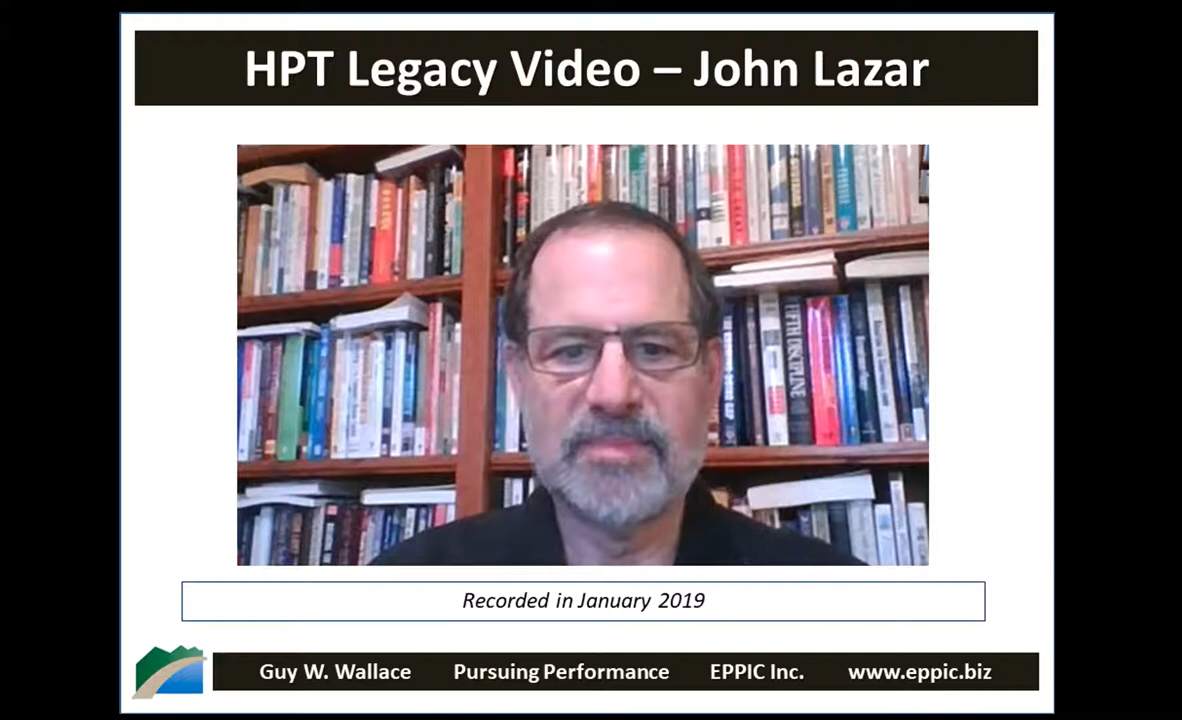 HPT Legacy Video – John Lazar
FIFTH DISCIPLINE
Recorded in January 2019
Guy W. Wallace Pursuing Performance EPPIC Inc. www.eppic.biz